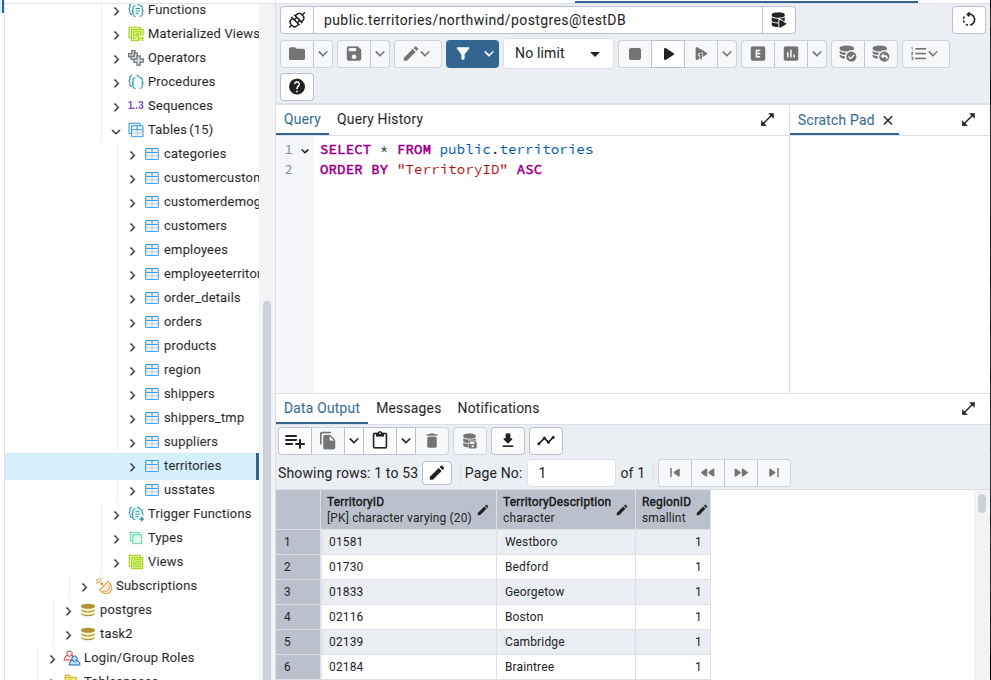 Functions
Materialized Views
Operators
Procedures
1..3 Sequences
Tables (15)
categories
customercustom
customerdemog
customers
employees
employeeterritor
order_details
orders
products
region
shippers
shippers_tmp
suppliers
territories
usstates
Trigger Functions
Types
Views
Subscriptions
postgres
task2
Login/Group Roles
Tablespaces
public.territories/northwind/postgres@testDB
No limit
E
Query Query History
Scratch Pad
1 SELECT * FROM public.territories
2 ORDER BY "TerritoryID" ASC
Data Output Messages Notifications
Showing rows: 1 to 53 Page No: 1 of 1
TerritoryID TerritoryDescription RegionID
[PK] character varying (20) character smallint
1 01581 Westboro 1
2 01730 Bedford 1
3 01833 Georgetow 1
4 02116 Boston 1
5 02139 Cambridge 1
6 02184 Braintree 1